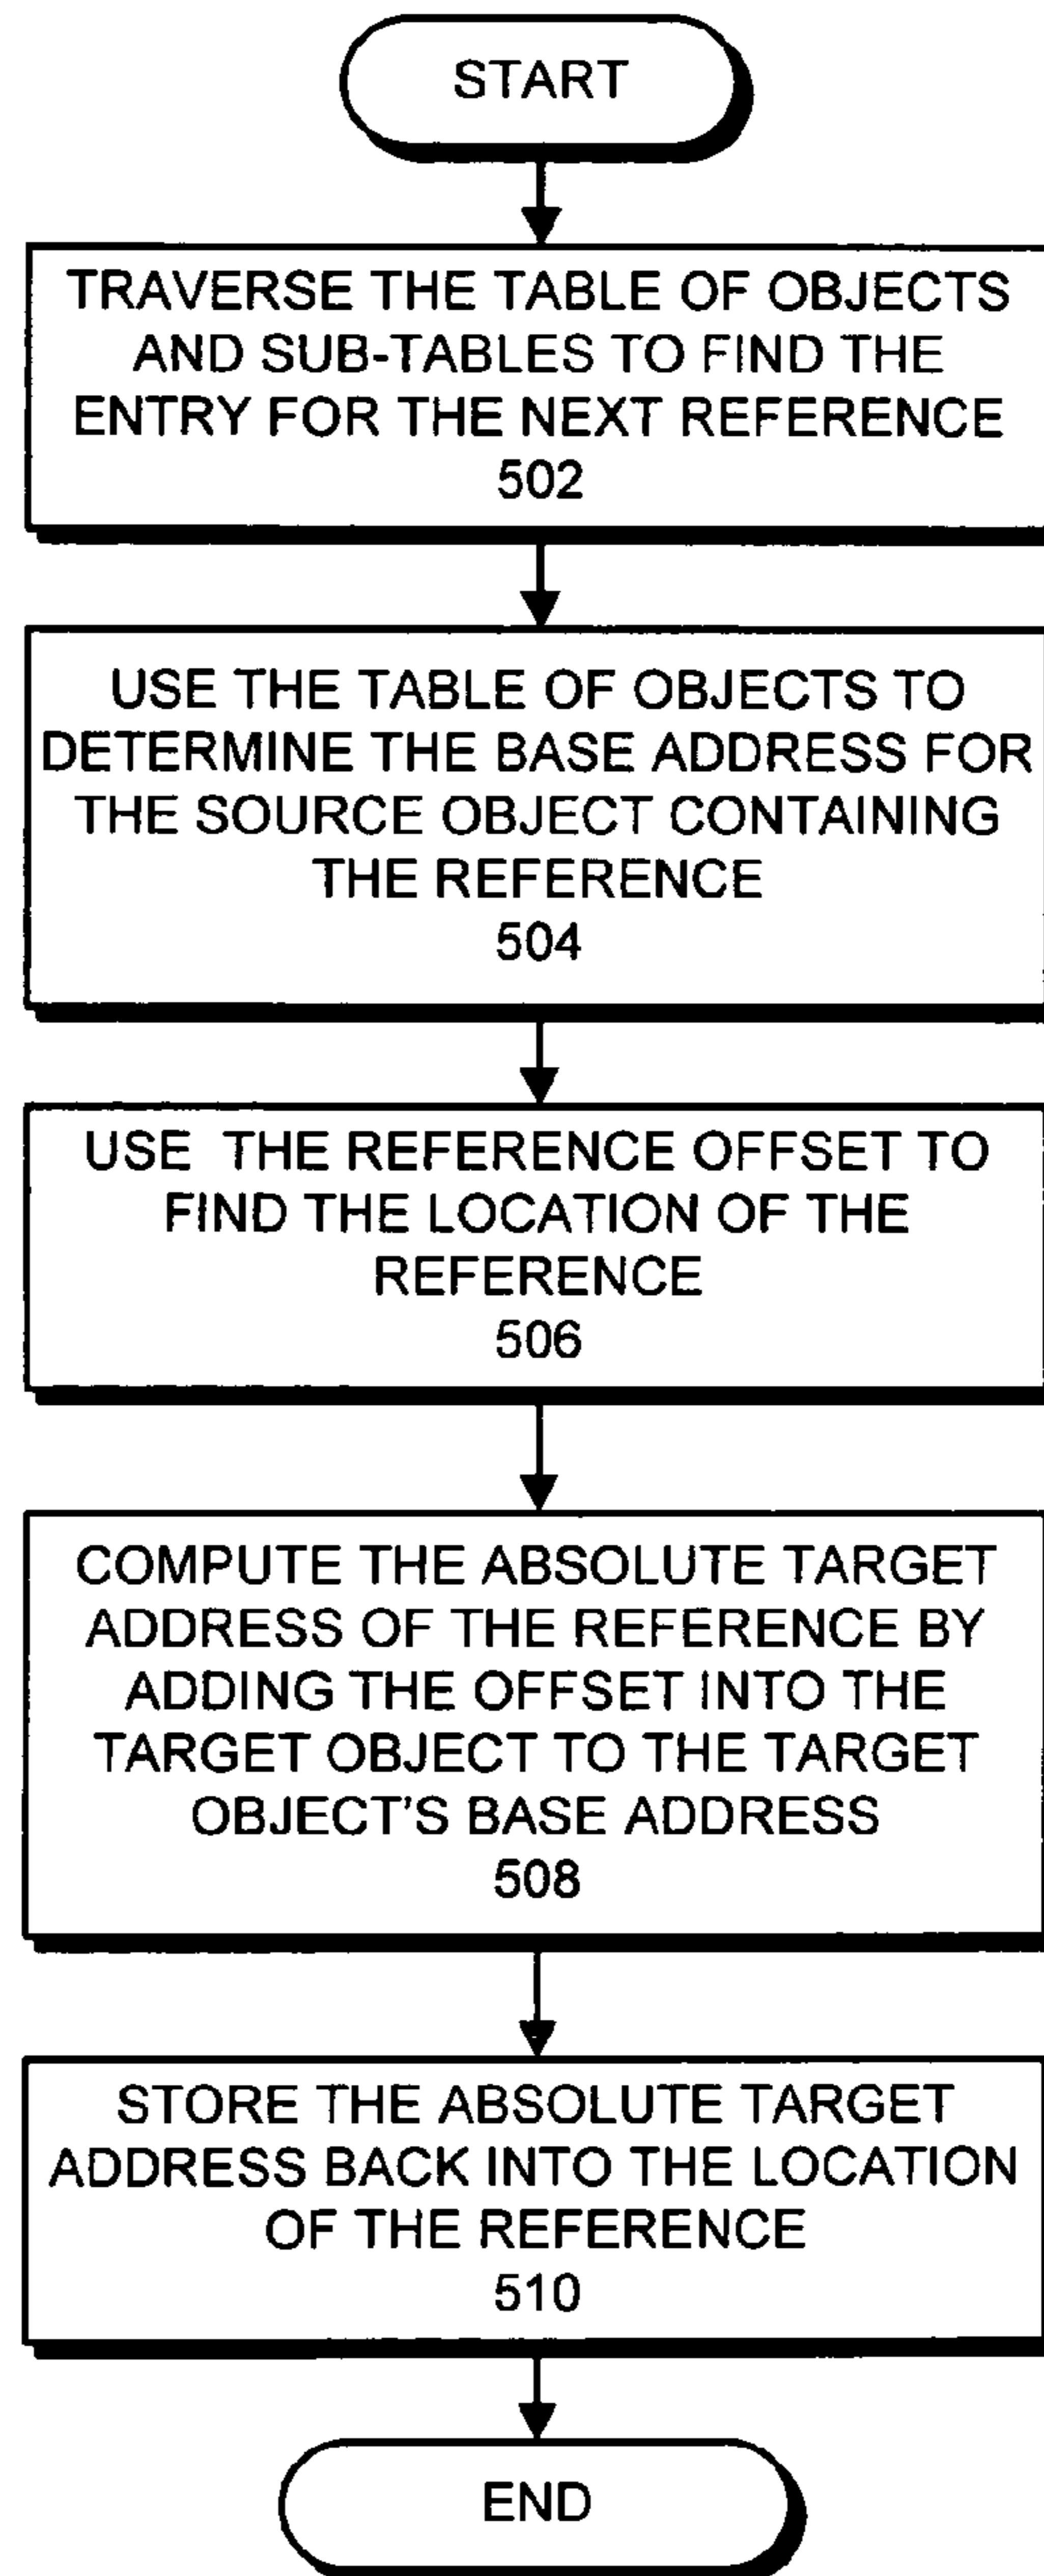 START
TRAVERSE THE TABLE OF OBJECTS
AND SUB-TABLES TO FIND THE
ENTRY FOR THE NEXT REFERENCE
502
USE THE TABLE OF OBJECTS TO
DETERMINE THE BASE ADDRESS FOR
THE SOURCE OBJECT CONTAINING
THE REFERENCE
504
USE THE REFERENCE OFFSET TO
FIND THE LOCATION OF THE
REFERENCE
506
COMPUTE THE ABSOLUTE TARGET
ADDRESS OF THE REFERENCE BY
ADDING THE OFFSET INTO THE
TARGET OBJECT TO THE TARGET
OBJECT'S BASE ADDRESS
508
STORE THE ABSOLUTE TARGET
ADDRESS BACK INTO THE LOCATION
OF THE REFERENCE
510
END